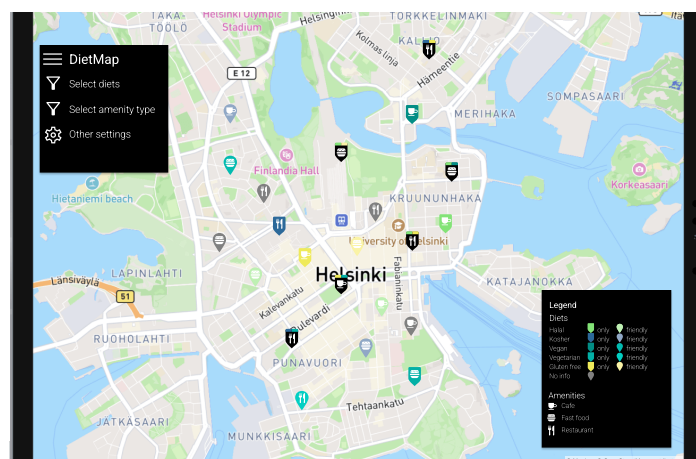 TAKA-
TÖÖLÖ
Helsinki Olympic
Stadium
Helsinginkatu
TORKKELINMÄKI
KALLIO
Kolmas linja
Hämeentie
DietMap
Select diets
Select amenity type
Other settings
E 12
SOMPASAARI
MERIHAKA
Finlandia Hall
Korkeasaari
Hietaniemi beach
KRUUNUNHAKA
University of Helsinki
LAPINLAHTI
Helsinki
Fabianinkatu
KATAJANOKKA
Länsiväylä
51
Kalevankatu
Bulevardi
RUOHOLAHTI
PUNAVUORI
Tehtaankatu
JÄTKÄSAARI
MUNKKISAARI
Legend
Diets
Halal only friendly
Kosher only friendly
Vegan only friendly
Vegetarian only friendly
Gluten free only friendly
No info
Amenities
Cafe
Fast food
Restaurant